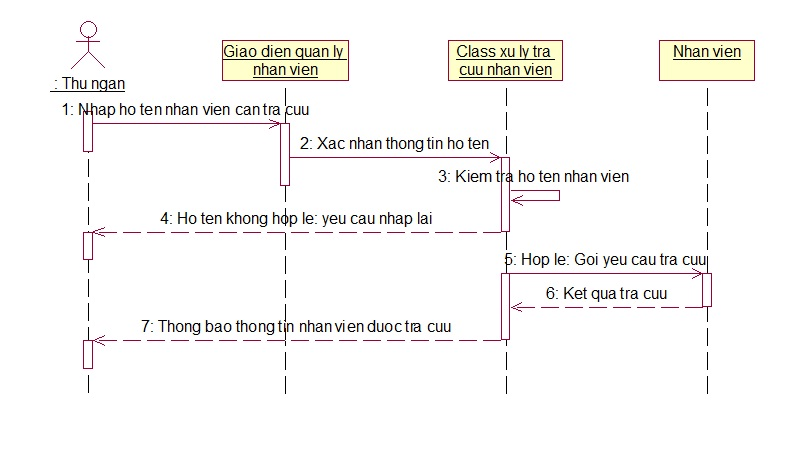 : Thu ngan
Giao dien quan ly
nhan vien
Class xu ly tra
cuu nhan vien
Nhan vien
1: Nhap ho ten nhan vien can tra cuu
2: Xac nhan thong tin ho ten
3: Kiem tra ho ten nhan vien
4: Ho ten khong hop le: yeu cau nhap lai
5: Hop le: Goi yeu cau tra cuu
6: Ket qua tra cuu
7: Thong bao thong tin nhan vien duoc tra cuu